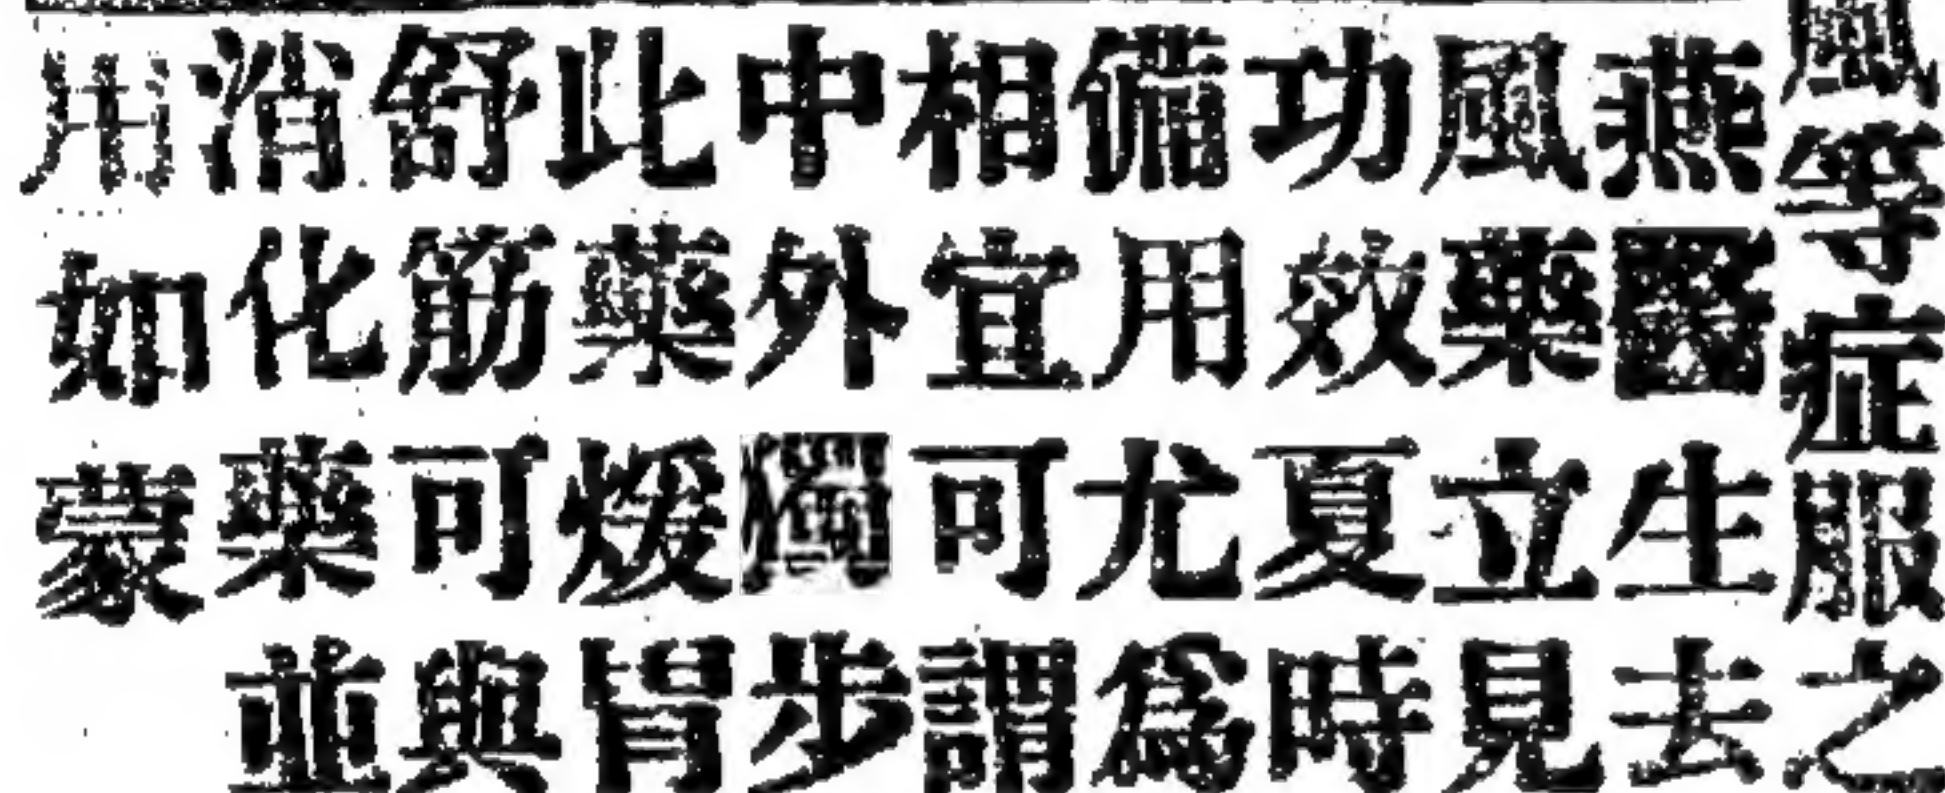 風等症服之
燕醫生去
風藥立見
功效夏時
備用尤爲
相宜可謂
中外步
此藥煖胃
舒筋可與
消化藥並
用如蒙